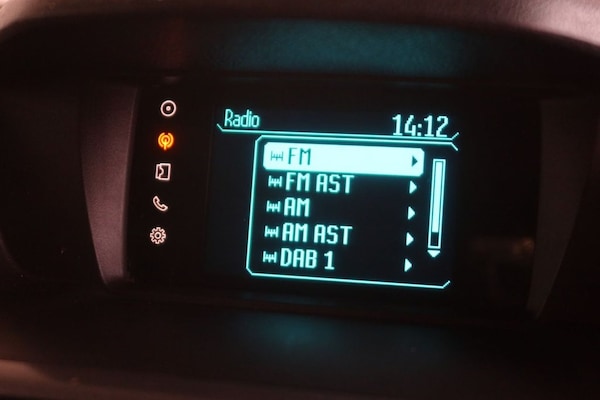 Radio 14:12
FM
FM AST
AM
AM AST
DAB 1